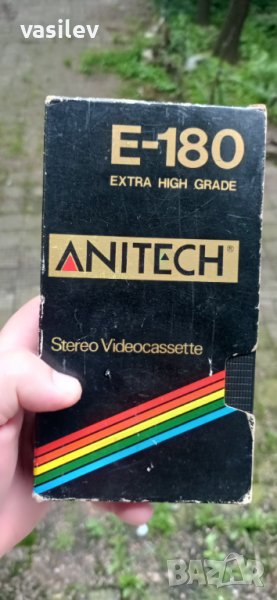 vasilev
E-180
EXTRA HIGH GRADE
ANITECH®
Stereo Videocassette
BAZAR